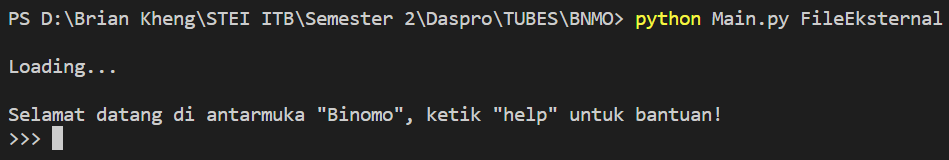 PS D:\Brian Kheng\STEI ITB\Semester 2\Daspro\TUBES\BNMO> python Main.py FileEksternal
Loading...
Selamat datang di antarmuka "Binomo", ketik "help" untuk bantuan!
>>>